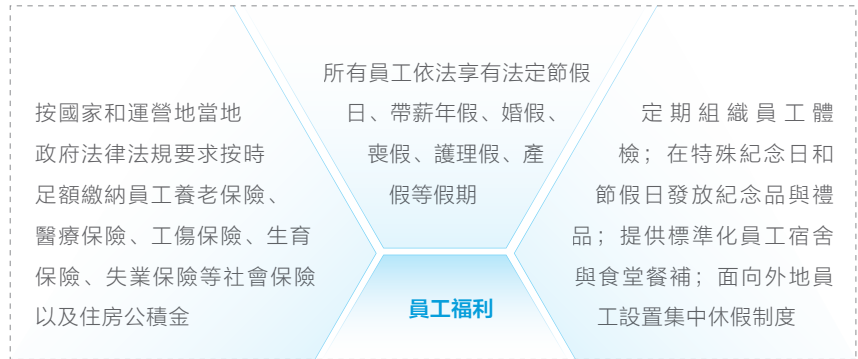 按國家和運營地當地
政府法律法規要求按時
足額繳納員工養老保險、
醫療保險、工傷保險、生育
保險、失業保險等社會保險
以及住房公積金
所有員工依法享有法定節假
日、帶薪年假、婚假、
喪假、護理假、產
假等假期
定期組織員工體
檢；在特殊紀念日和
節假日發放紀念品與禮
品；提供標準化員工宿舍
與食堂餐補；面向外地員
工設置集中休假制度
員工福利